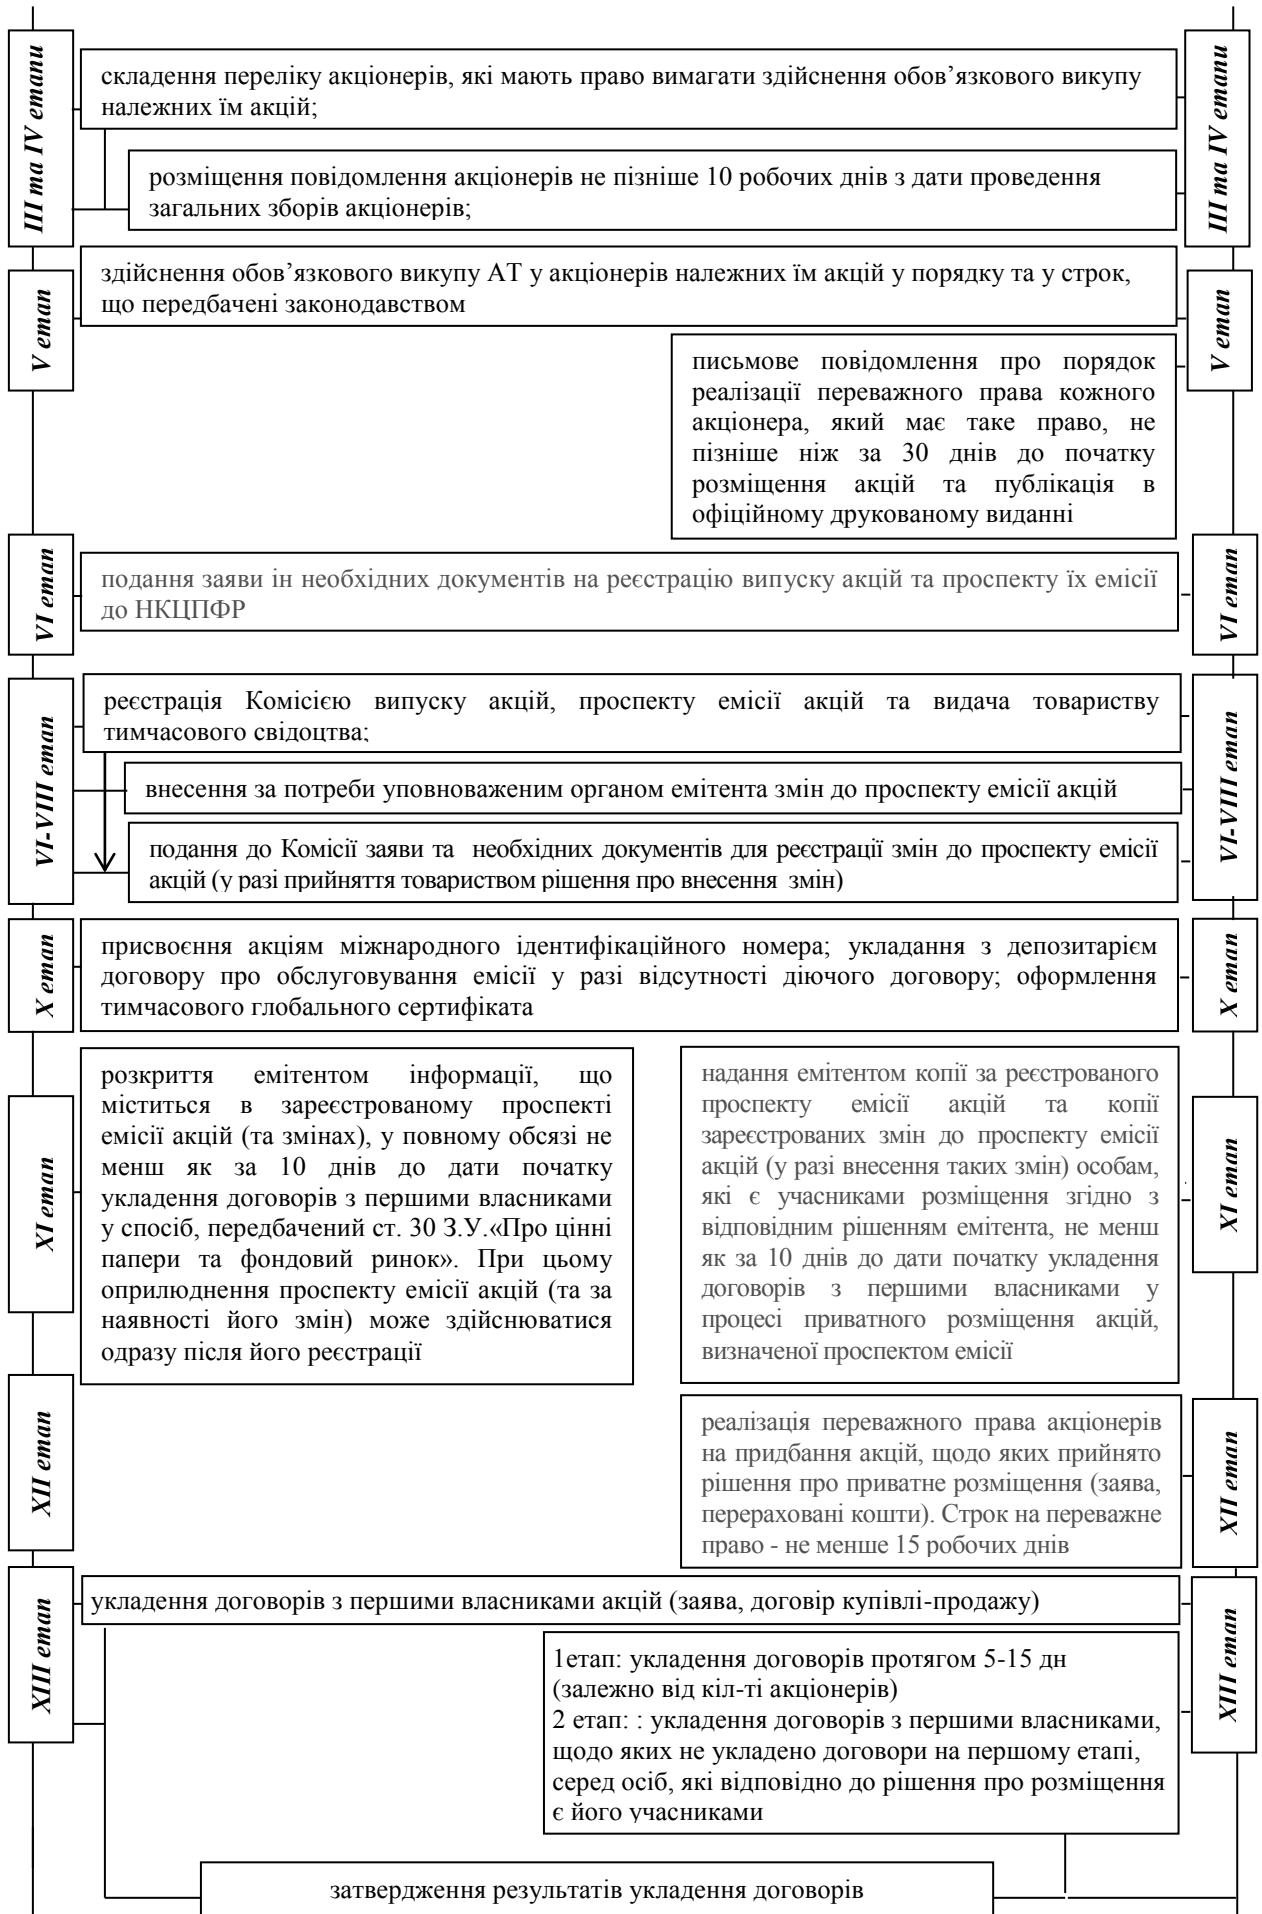 III та IV етапи
складення переліку акціонерів, які мають право вимагати здійснення обов’язкового викупу
належних їм акцій;
III та IV етапи
розміщення повідомлення акціонерів не пізніше 10 робочих днів з дати проведення
загальних зборів акціонерів;
V етап
здійснення обов’язкового викупу АТ у акціонерів належних їм акцій у порядку та у строк,
що передбачені законодавством
V етап
письмове повідомлення про порядок
реалізації переважного права кожного
акціонера, який має таке право, не
пізніше ніж за 30 днів до початку
розміщення акцій та публікація в
офіційному друкованому виданні
VI етап
подання заяви ін необхідних документів на реєстрацію випуску акцій та проспекту їх емісії
до НКЦПФР
VI етап
VI-VIII етап
реєстрація Комісією випуску акцій, проспекту емісії акцій та видача товариству
тимчасового свідоцтва;
VI-VIII етап
внесення за потреби уповноваженим органом емітента змін до проспекту емісії акцій
подання до Комісії заяви та необхідних документів для реєстрації змін до проспекту емісії
акцій (у разі прийняття товариством рішення про внесення змін)
X етап
присвоєння акціям міжнародного ідентифікаційного номера; укладання з депозитарієм
договору про обслуговування емісії у разі відсутності діючого договору; оформлення
тимчасового глобального сертифіката
X етап
XI етап
розкриття емітентом інформації, що
міститься в зареєстрованому проспекті
емісії акцій (та змінах), у повному обсязі не
менш як за 10 днів до дати початку
укладення договорів з першими власниками
у спосіб, передбачений ст. 30 З.У.«Про цінні
папери та фондовий ринок». При цьому
оприлюднення проспекту емісії акцій (та за
наявності його змін) може здійснюватися
одразу після його реєстрації
надання емітентом копії за реєстрованого
проспекту емісії акцій та копії
зареєстрованих змін до проспекту емісії
акцій (у разі внесення таких змін) особам,
які є учасниками розміщення згідно з
відповідним рішенням емітента, не менш
як за 10 днів до дати початку укладення
договорів з першими власниками у
процесі приватного розміщення акцій,
визначеної проспектом емісії
XI етап
XII етап
реалізація переважного права акціонерів
на придбання акцій, щодо яких прийнято
рішення про приватне розміщення (заява,
перераховані кошти). Строк на переважне
право - не менше 15 робочих днів
XII етап
XIII етап
укладення договорів з першими власниками акцій (заява, договір купівлі-продажу)
XIII етап
1етап: укладення договорів протягом 5-15 дн
(залежно від кіл-ті акціонерів)
2 етап: : укладення договорів з першими власниками,
щодо яких не укладено договори на першому етапі,
серед осіб, які відповідно до рішення про розміщення
є його учасниками
затвердження результатів укладення договорів